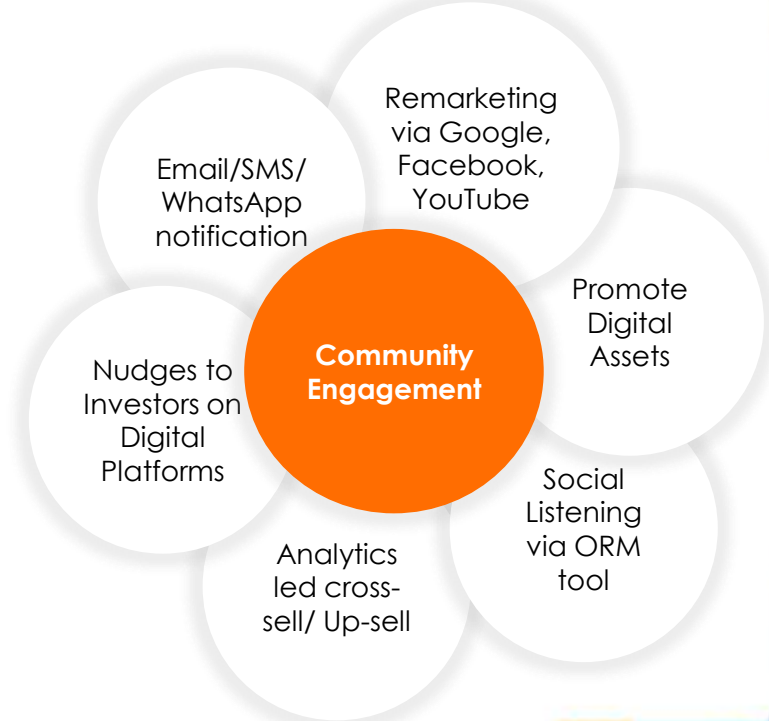 Remarketing
via Google,
Facebook,
YouTube
Email/SMS/
WhatsApp
notification
Promote
Digital
Assets
Community
Engagement
Nudges to
Investors on
Digital
Platforms
Social
Listening
via ORM
tool
Analytics
led cross-
sell/ Up-sell